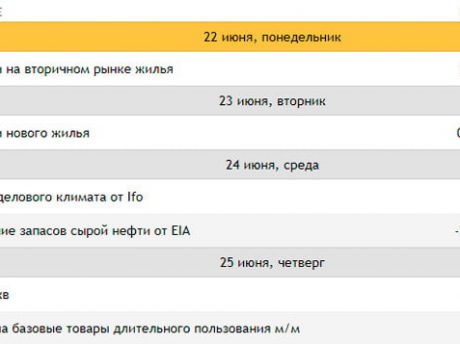 22 июня, понедельник
на вторичном рынке жилья
23 июня, вторник
нового жилья
24 июня, среда
делового климата от Ifo
запасов сырой нефти от EIA
25 июня, четверг
кв
на базовые товары длительного пользования м/м